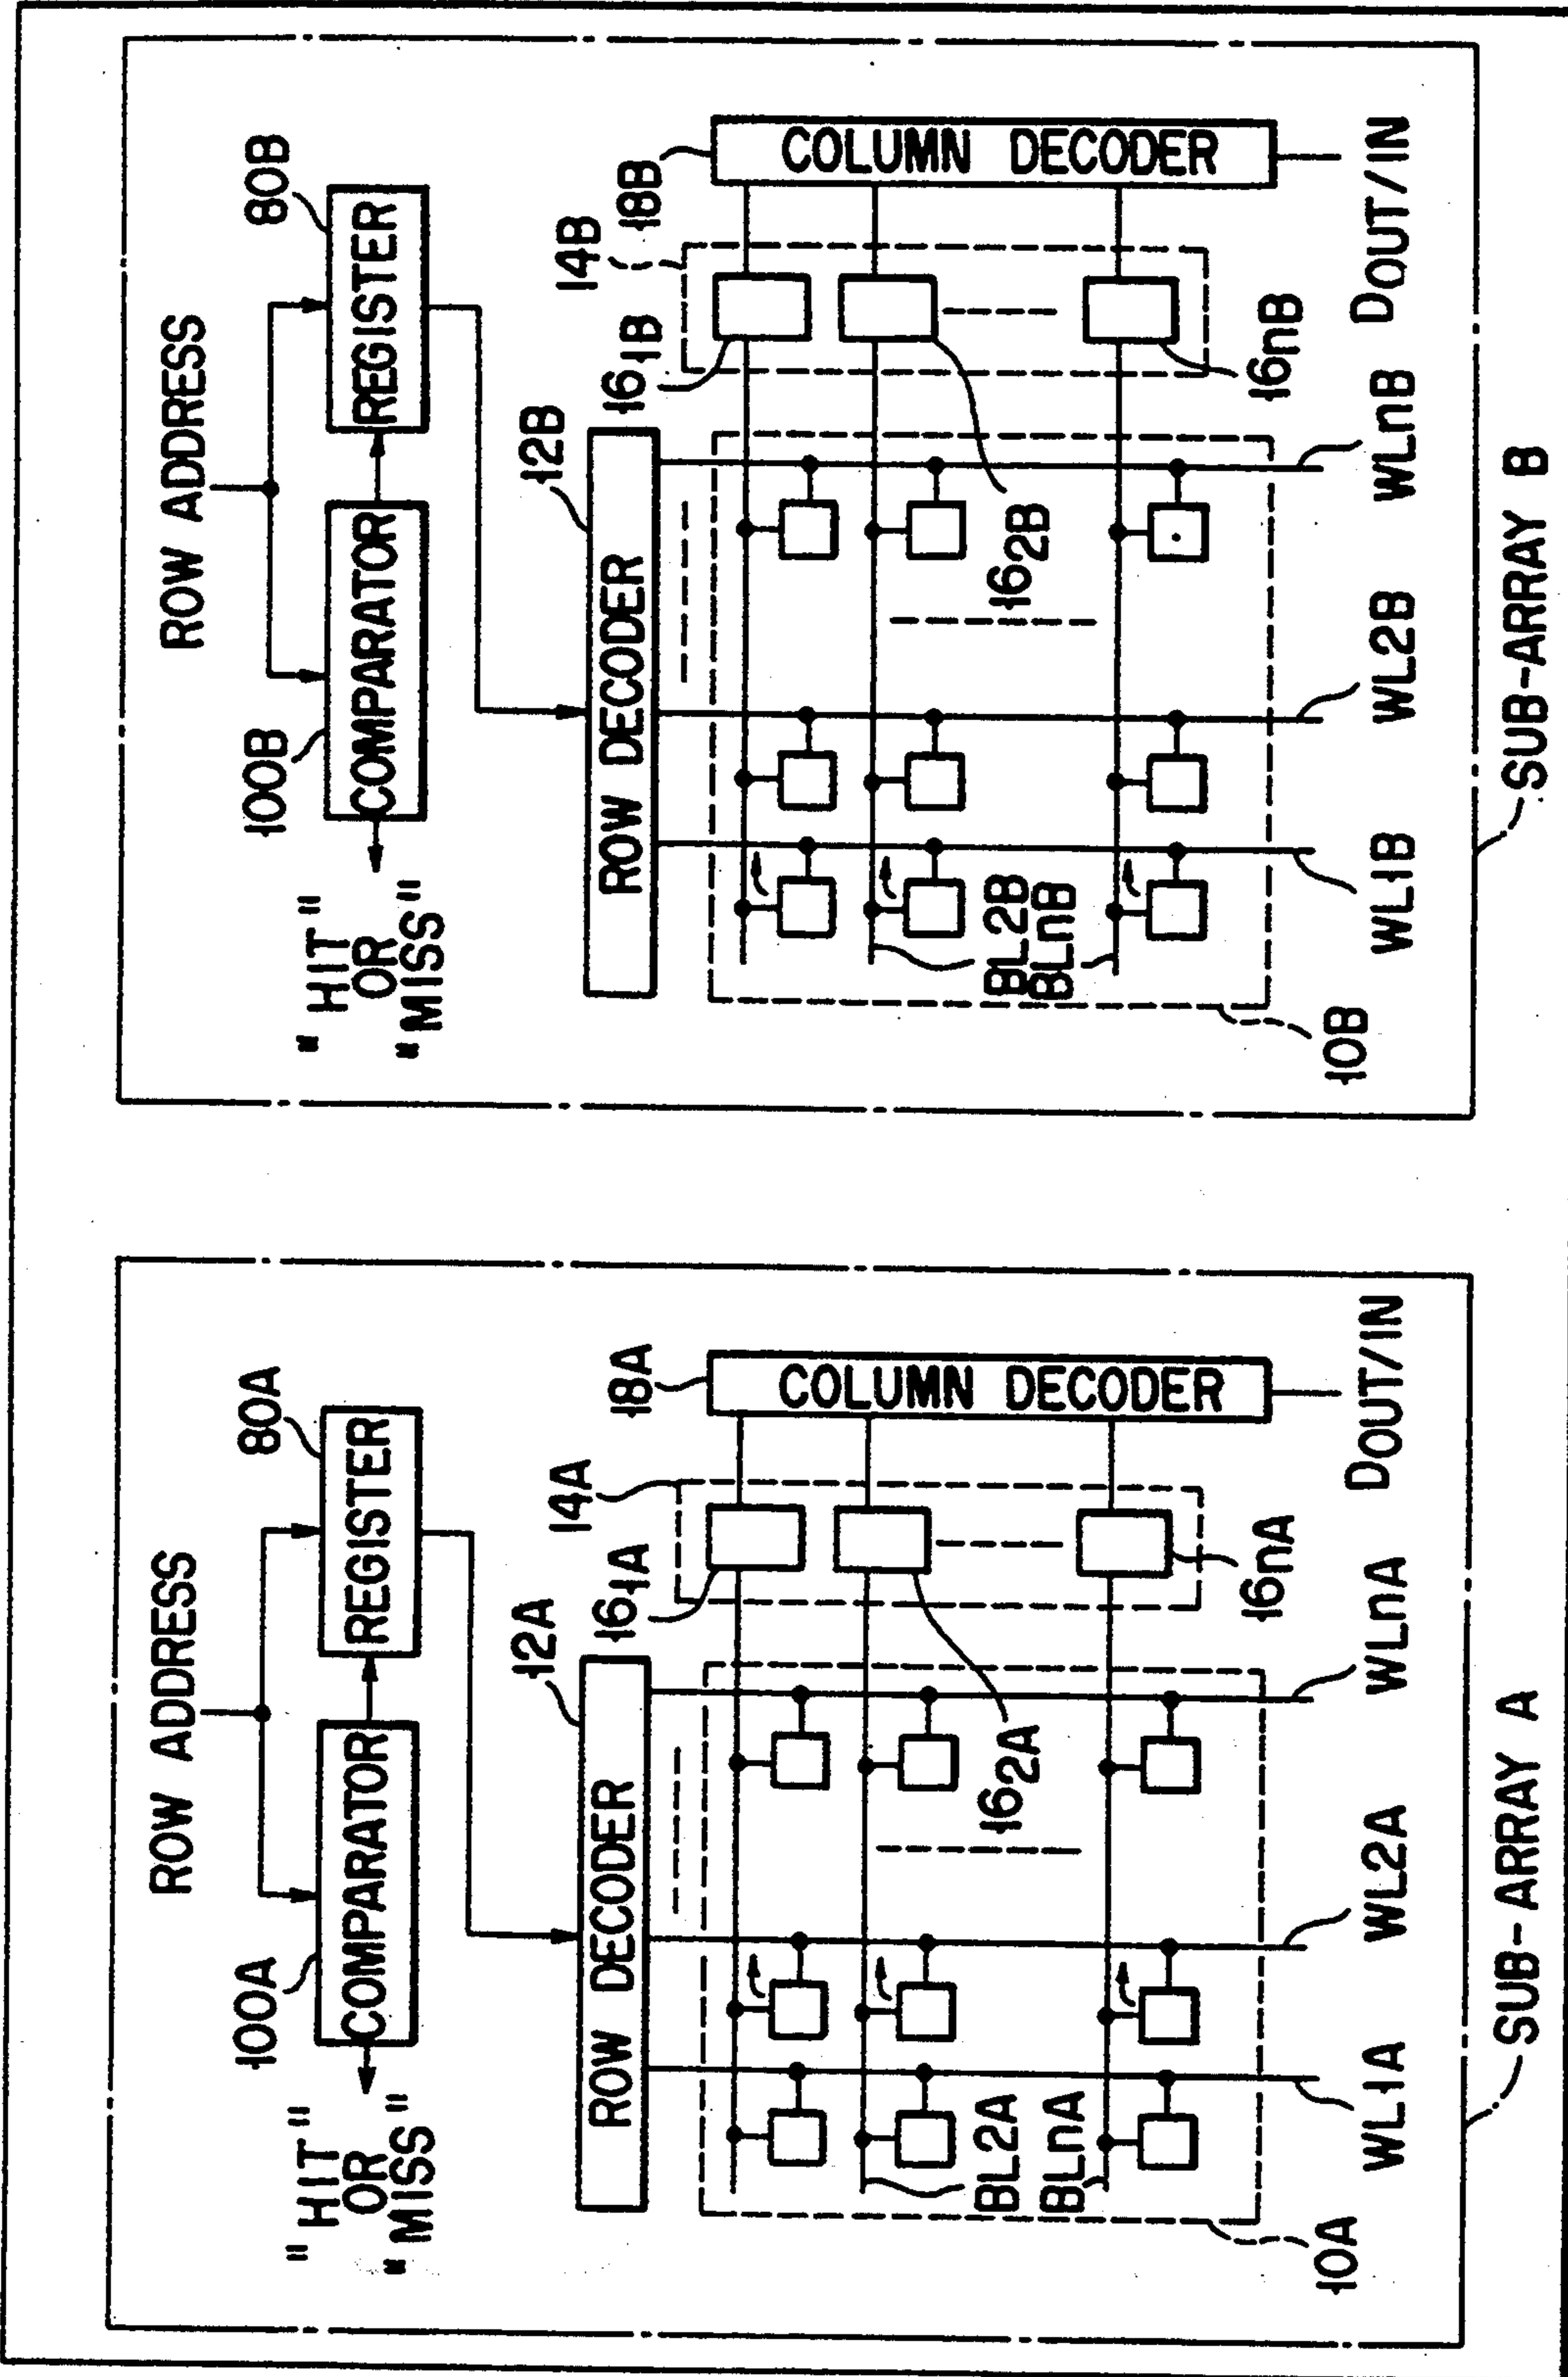 ROW ADDRESS
100A
80A
COMPARATOR
REGISTER
" HIT "
OR
" MISS "
12A
14A
18A
ROW DECODER
16₁A
COLUMN DECODER
16₂A
BL2A
BLnA
16nA
10A
WL1A
WL2A
WLnA
DOUT/IN
SUB-ARRAY A
ROW ADDRESS
100B
80B
COMPARATOR
REGISTER
" HIT "
OR
" MISS "
12B
14B
18B
ROW DECODER
16₁B
COLUMN DECODER
16₂B
BL2B
BLnB
16nB
10B
WL1B
WL2B
WLnB
DOUT/IN
SUB-ARRAY B